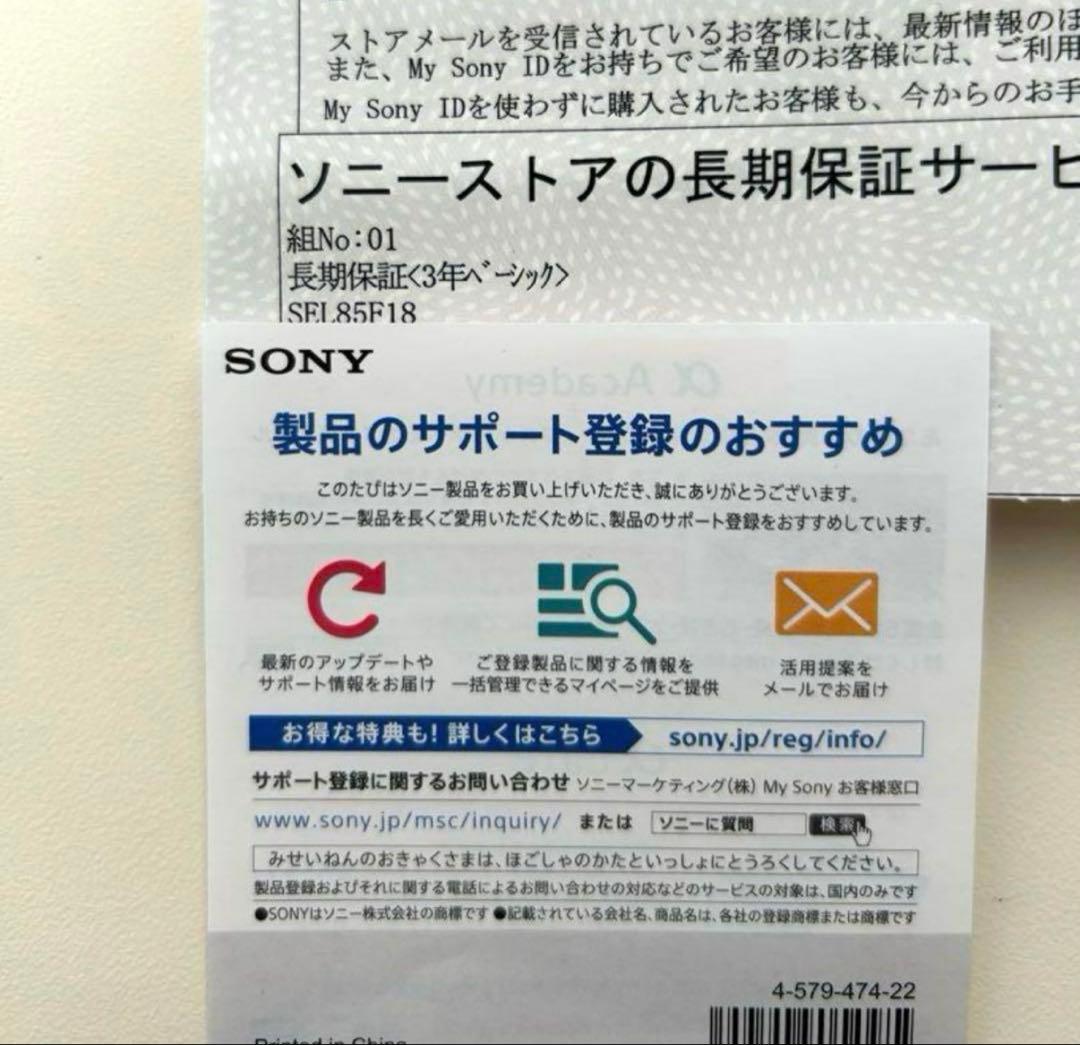 ストアメールを受信されているお客様には、最新情報のほ
また、My Sony IDをお持ちでご希望のお客様には、ご利用
My Sony IDを使わずに購入されたお客様も、今からのお手
ソニーストアの長期保証サービ
組No:01
長期保証<3年ﾍﾞｰｼｯｸ>
SEL85F18
SONY
α Academy
製品のサポート登録のおすすめ
このたびはソニー製品をお買い上げいただき、誠にありがとうございます。
お持ちのソニー製品を長くご愛用いただくために、製品のサポート登録をおすすめしています。
最新のアップデートや
サポート情報をお届け
ご登録製品に関する情報を
一括管理できるマイページをご提供
活用提案を
メールでお届け
お得な特典も! 詳しくはこちら sony.jp/reg/info/
サポート登録に関するお問い合わせ ソニーマーケティング(株) My Sony お客様窓口
www.sony.jp/msc/inquiry/ または ソニーに質問 検索
みせいねんのおきゃくさまは、ほごしゃのかたといっしょにとうろくしてください。
製品登録およびそれに関する電話によるお問い合わせの対応などのサービスの対象は、国内のみです
●SONYはソニー株式会社の商標です ●記載されている会社名、商品名は、各社の登録商標または商標です
4-579-474-22
Printed in China